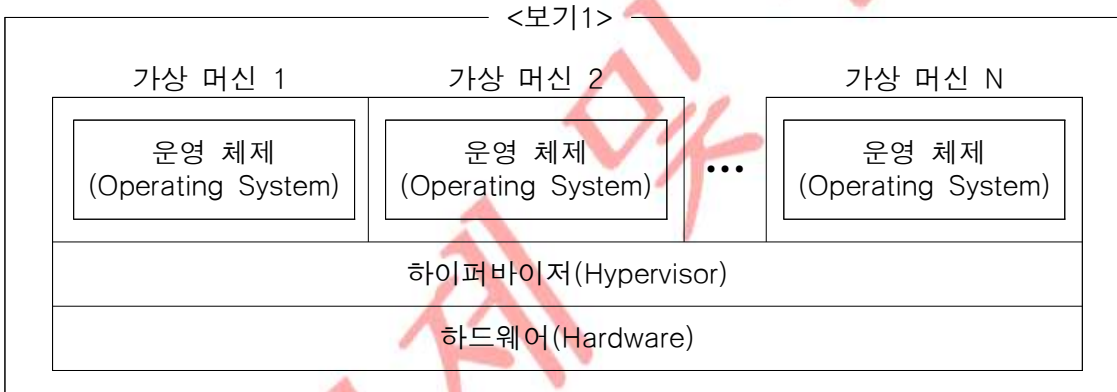 <보기1>
가상 머신 1 가상 머신 2 가상 머신 N
운영 체제 운영 체제 운영 체제
(Operating System) (Operating System) ••• (Operating System)
하이퍼바이저(Hypervisor)
하드웨어(Hardware)